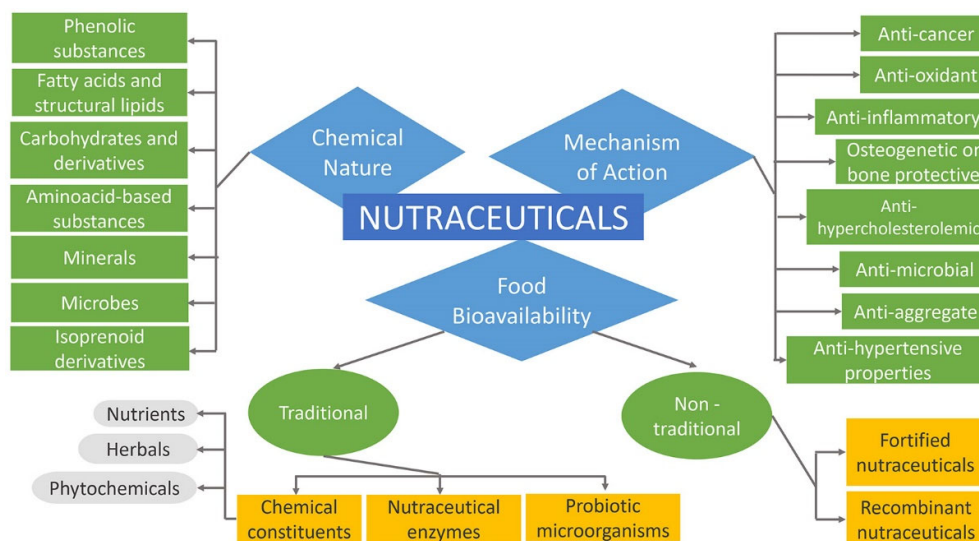 Phenolic
substances
Fatty acids and
structural lipids
Carbohydrates and
derivatives
Aminoacid-based
substances
Minerals
Microbes
Isoprenoid
derivatives
Chemical
Nature
Mechanism
of Action
NUTRACEUTICALS
Food
Bioavailability
Anti-cancer
Anti-oxidant
Anti-inflammatory
Osteogenetic or
bone protective
Anti-
hypercholesterolemic
Anti-microbial
Anti-aggregate
Anti-hypertensive
properties
Traditional
Non -
traditional
Nutrients
Herbals
Phytochemicals
Chemical
constituents
Nutraceutical
enzymes
Probiotic
microorganisms
Fortified
nutraceuticals
Recombinant
nutraceuticals